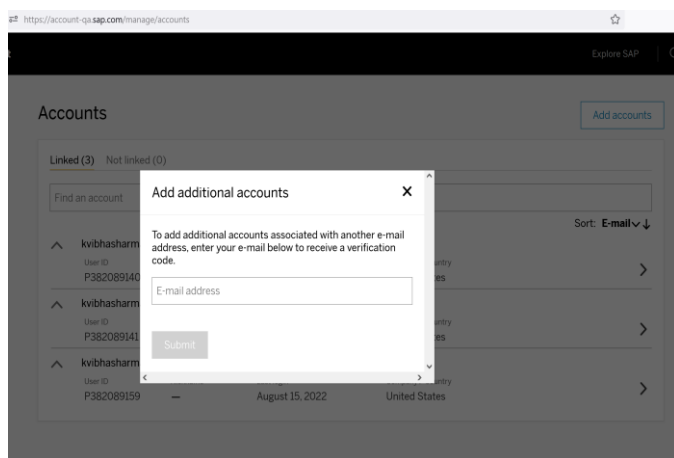 https://account-qa.sap.com/manage/accounts
Explore SAP
Accounts
Add accounts
Linked (3) Not linked (0)
Find an account
Add additional accounts
Sort: E-mail
To add additional accounts associated with another e-mail
address, enter your e-mail below to receive a verification
code.
E-mail address
Submit
kvibhasharm
User ID
P382089140
kvibhasharm
User ID
P382089141
kvibhasharm
User ID
P382089159 — August 15, 2022 United States